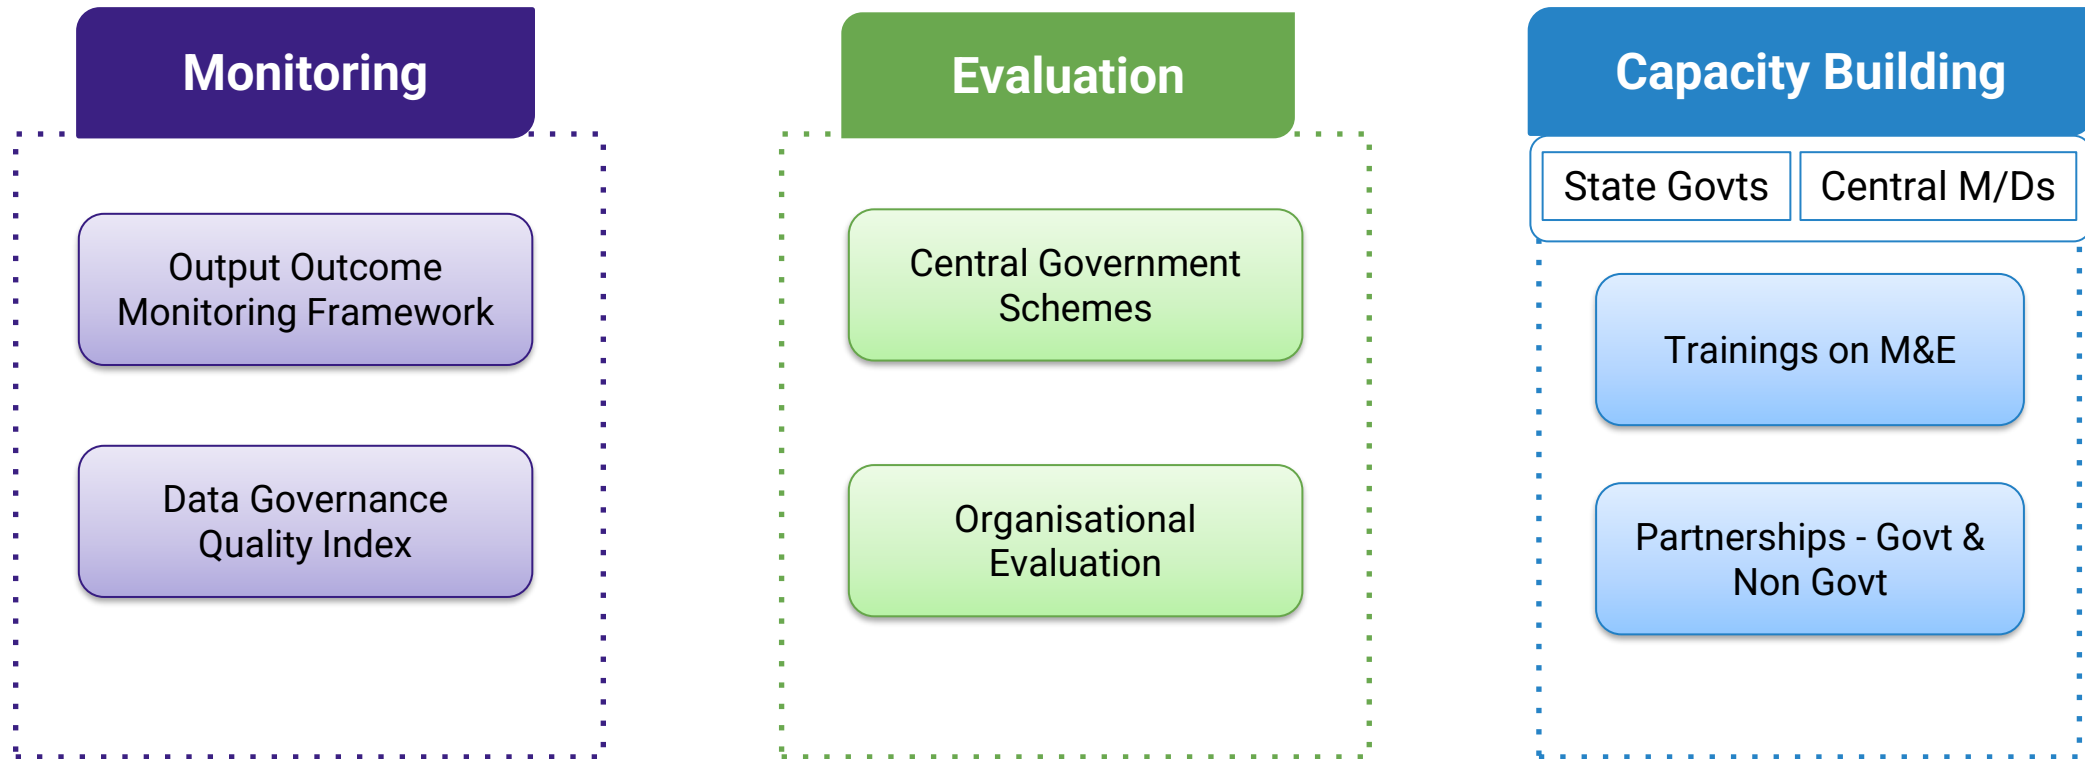 Monitoring
Output Outcome
Monitoring Framework
Data Governance
Quality Index
Evaluation
Central Government
Schemes
Organisational
Evaluation
Capacity Building
State Govts
Central M/Ds
Trainings on M&E
Partnerships - Govt &
Non Govt